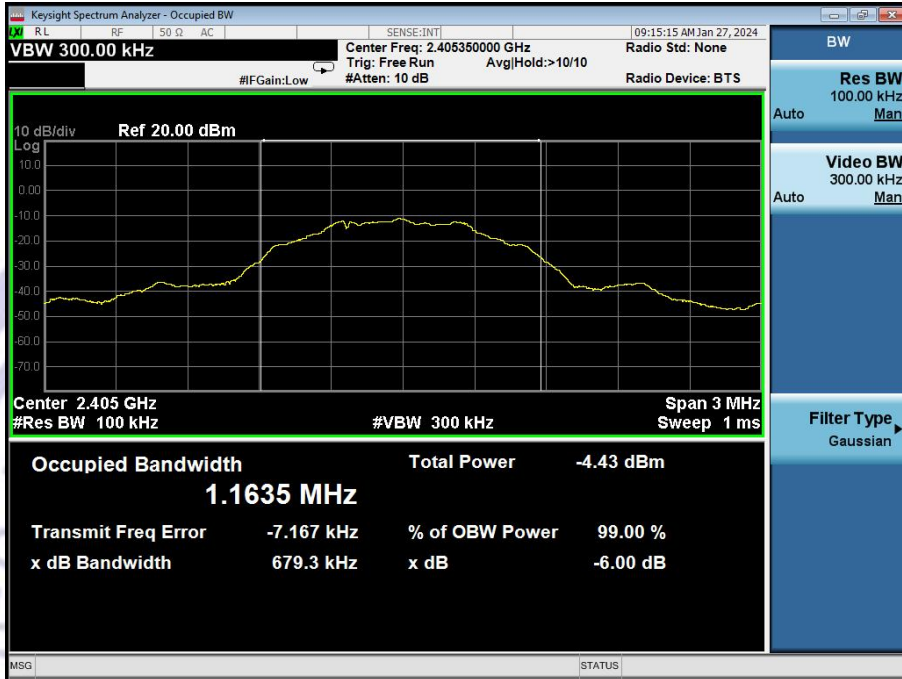 Keysight Spectrum Analyzer - Occupied BW
LXI RL RF 50 Ω AC SENSE:INT 09:15:15 AM Jan 27, 2024
VBW 300.00 kHz Center Freq: 2.405350000 GHz Radio Std: None
Trig: Free Run Avg|Hold:>10/10
#IFGain:Low #Atten: 10 dB Radio Device: BTS
10 dB/div Ref 20.00 dBm
Log
10.0
0.00
-10.0
-20.0
-30.0
-40.0
-50.0
-60.0
-70.0
Center 2.405 GHz Span 3 MHz
#Res BW 100 kHz #VBW 300 kHz Sweep 1 ms
Occupied Bandwidth Total Power -4.43 dBm
1.1635 MHz
Transmit Freq Error -7.167 kHz % of OBW Power 99.00 %
x dB Bandwidth 679.3 kHz x dB -6.00 dB
MSG STATUS
BW
Res BW
100.00 kHz
Auto Man
Video BW
300.00 kHz
Auto Man
Filter Type
Gaussian